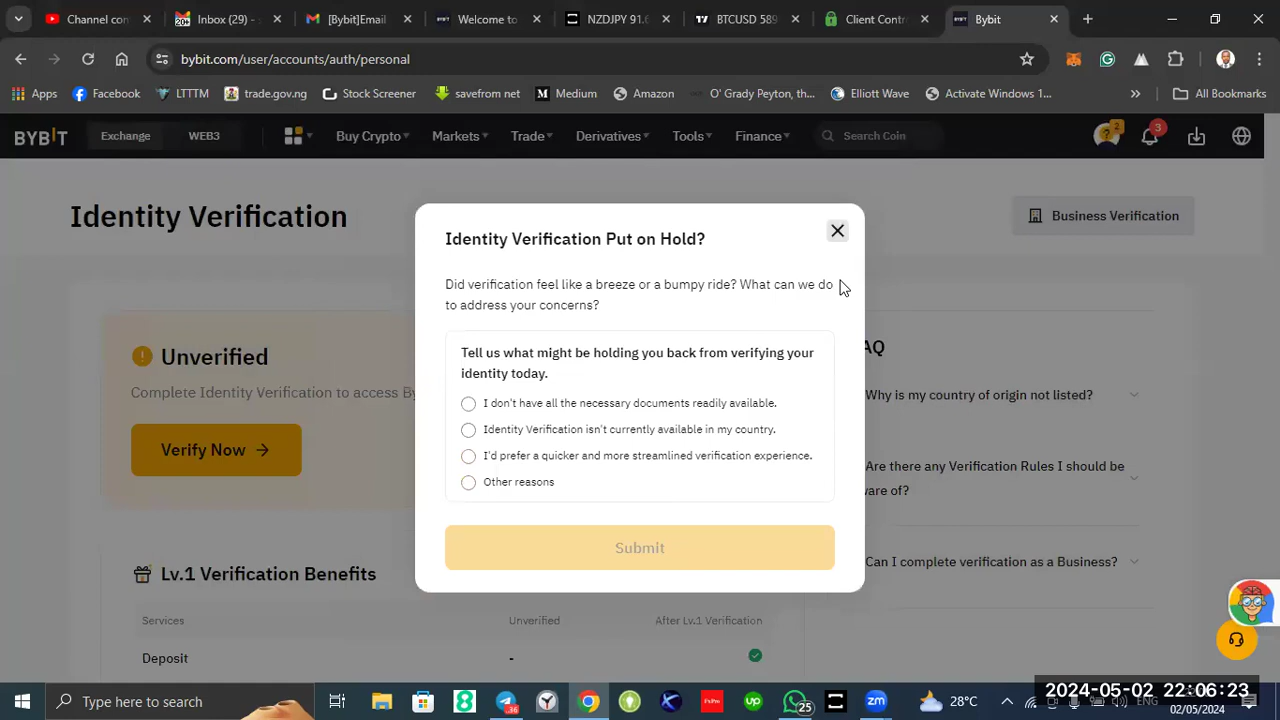 Channel con
Inbox (29) -
[Bybit]Email
Welcome to
NZDJPY 91.6
BTCUSD 589
Client Contr
Bybit
bybit.com/user/accounts/auth/personal
Apps
Facebook
LTTTM
trade.gov.ng
Stock Screener
savefrom net
Medium
Amazon
O' Grady Peyton, th...
Elliott Wave
Activate Windows 1...
All Bookmarks
BYBIT
Exchange
WEB3
Buy Crypto
Markets
Trade
Derivatives
Tools
Finance
Search Coin
2
3
Identity Verification
Business Verification
Identity Verification Put on Hold?
Did verification feel like a breeze or a bumpy ride? What can we do
to address your concerns?
Tell us what might be holding you back from verifying your
identity today.
I don't have all the necessary documents readily available.
Identity Verification isn't currently available in my country.
I'd prefer a quicker and more streamlined verification experience.
Other reasons
Submit
Unverified
Complete Identity Verification to access By
Verify Now
Lv.1 Verification Benefits
Services
Unverified
After Lv.1 Verification
Deposit
-
AQ
Why is my country of origin not listed?
Are there any Verification Rules I should be
ware of?
Can I complete verification as a Business?
Type here to search
36
FxPro
up
25
zm
28°C
ENG
2024-05-02 22:06:23
02/05/2024